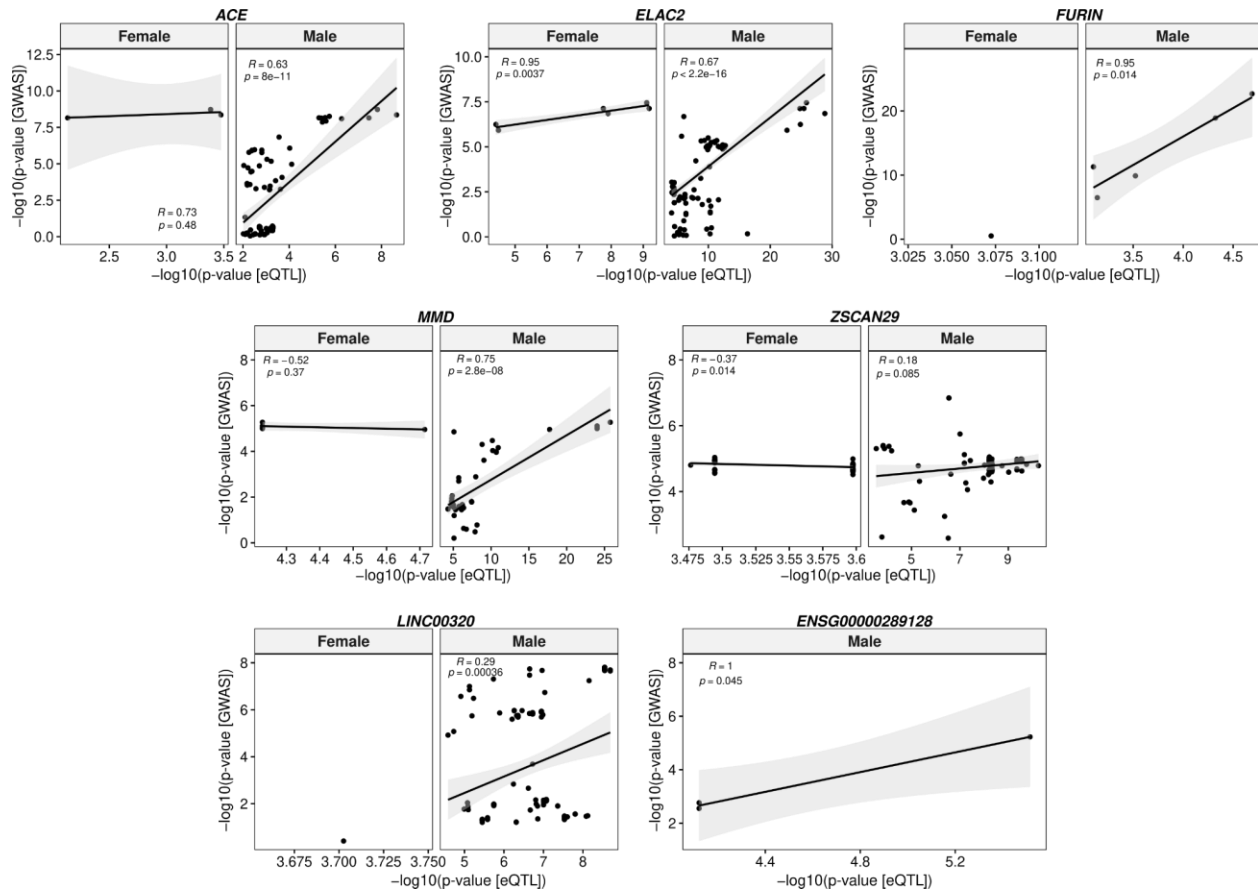 ACE
Female Male
R = 0.63
p = 8e−11
R = 0.73
p = 0.48
12.5
10.0
7.5
5.0
2.5
0.0
−log10(p-value [GWAS])
2.5 3.0 3.5 2 4 6 8
−log10(p-value [eQTL])
ELAC2
Female Male
R = 0.95
p = 0.0037
R = 0.67
p < 2.2e−16
10.0
7.5
5.0
2.5
0.0
−log10(p-value [GWAS])
5 6 7 8 9 10 20 30
−log10(p-value [eQTL])
FURIN
Female Male
R = 0.95
p = 0.014
20
10
0
−log10(p-value [GWAS])
3.025 3.050 3.075 3.100 3.5 4.0 4.5
−log10(p-value [eQTL])
MMD
Female Male
R = −0.52
p = 0.37
R = 0.75
p = 2.8e−08
8
6
4
2
0
−log10(p-value [GWAS])
4.3 4.4 4.5 4.6 4.7 5 10 15 20 25
−log10(p-value [eQTL])
ZSCAN29
Female Male
R = −0.37
p = 0.014
R = 0.18
p = 0.085
8
6
4
−log10(p-value [GWAS])
3.475 3.5 3.525 3.55 3.575 3.6 5 7 9
−log10(p-value [eQTL])
LINC00320
Female Male
R = 0.29
p = 0.00036
8
6
4
2
−log10(p-value [GWAS])
3.675 3.700 3.725 3.750 5 6 7 8
−log10(p-value [eQTL])
ENSG00000289128
Male
R = 1
p = 0.045
8
6
4
2
−log10(p-value [GWAS])
4.4 4.8 5.2
−log10(p-value [eQTL])